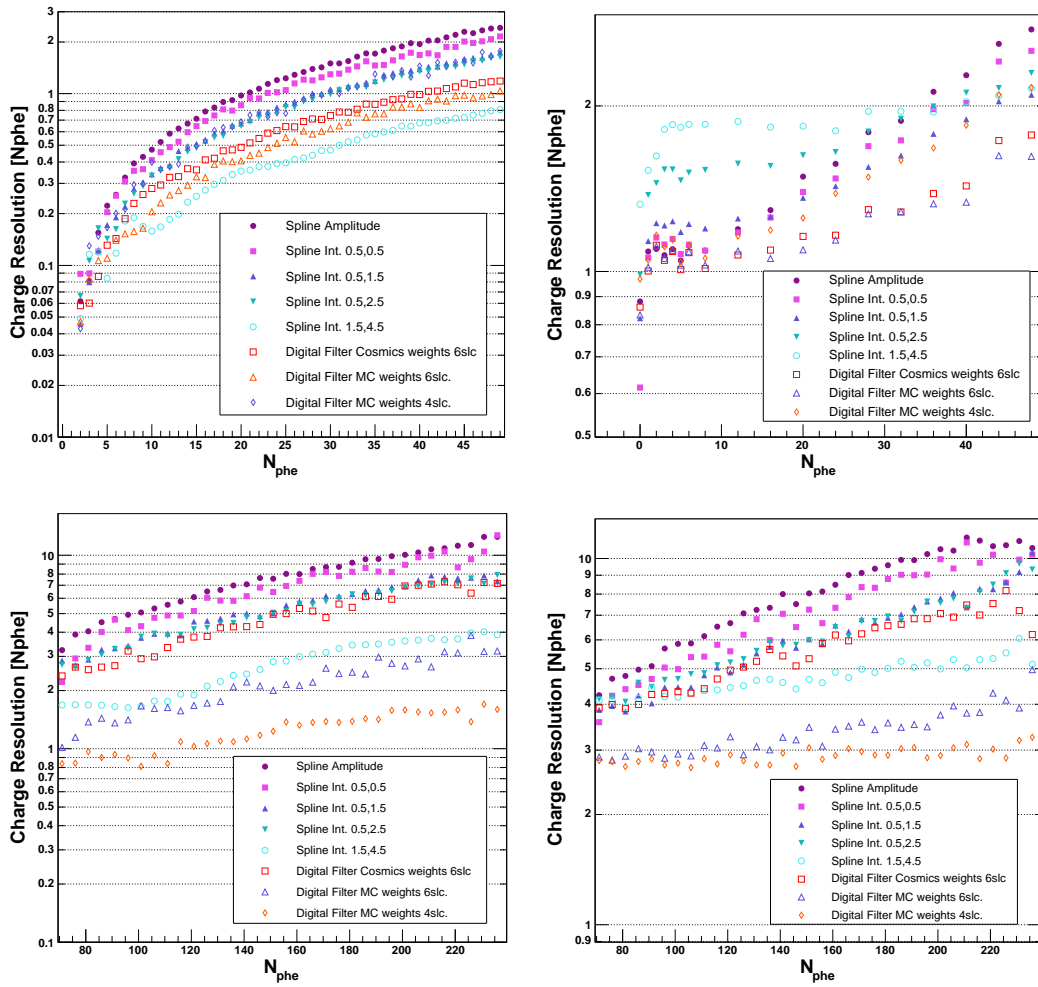 Charge Resolution [Nphe]
3
2
1
0.8
0.7
0.6
0.5
0.4
0.3
0.2
0.1
0.07
0.06
0.05
0.04
0.03
0.02
0.01
Spline Amplitude
Spline Int. 0.5,0.5
Spline Int. 0.5,1.5
Spline Int. 0.5,2.5
Spline Int. 1.5,4.5
Digital Filter Cosmics weights 6slc
Digital Filter MC weights 6slc.
Digital Filter MC weights 4slc.
0 5 10 15 20 25 30 35 40 45
Nphe
Charge Resolution [Nphe]
2
1
0.9
0.8
0.7
0.6
0.5
Spline Amplitude
Spline Int. 0.5,0.5
Spline Int. 0.5,1.5
Spline Int. 0.5,2.5
Spline Int. 1.5,4.5
Digital Filter Cosmics weights 6slc
Digital Filter MC weights 6slc.
Digital Filter MC weights 4slc.
0 10 20 30 40
Nphe
Charge Resolution [Nphe]
10
8
7
6
5
4
3
2
1
0.8
0.7
0.6
0.5
0.4
0.3
0.2
0.1
Spline Amplitude
Spline Int. 0.5,0.5
Spline Int. 0.5,1.5
Spline Int. 0.5,2.5
Spline Int. 1.5,4.5
Digital Filter Cosmics weights 6slc
Digital Filter MC weights 6slc.
Digital Filter MC weights 4slc.
80 100 120 140 160 180 200 220
Nphe
Charge Resolution [Nphe]
10
9
8
7
6
5
4
3
2
1
0.9
Spline Amplitude
Spline Int. 0.5,0.5
Spline Int. 0.5,1.5
Spline Int. 0.5,2.5
Spline Int. 1.5,4.5
Digital Filter Cosmics weights 6slc
Digital Filter MC weights 6slc.
Digital Filter MC weights 4slc.
80 100 120 140 160 180 200 220
Nphe